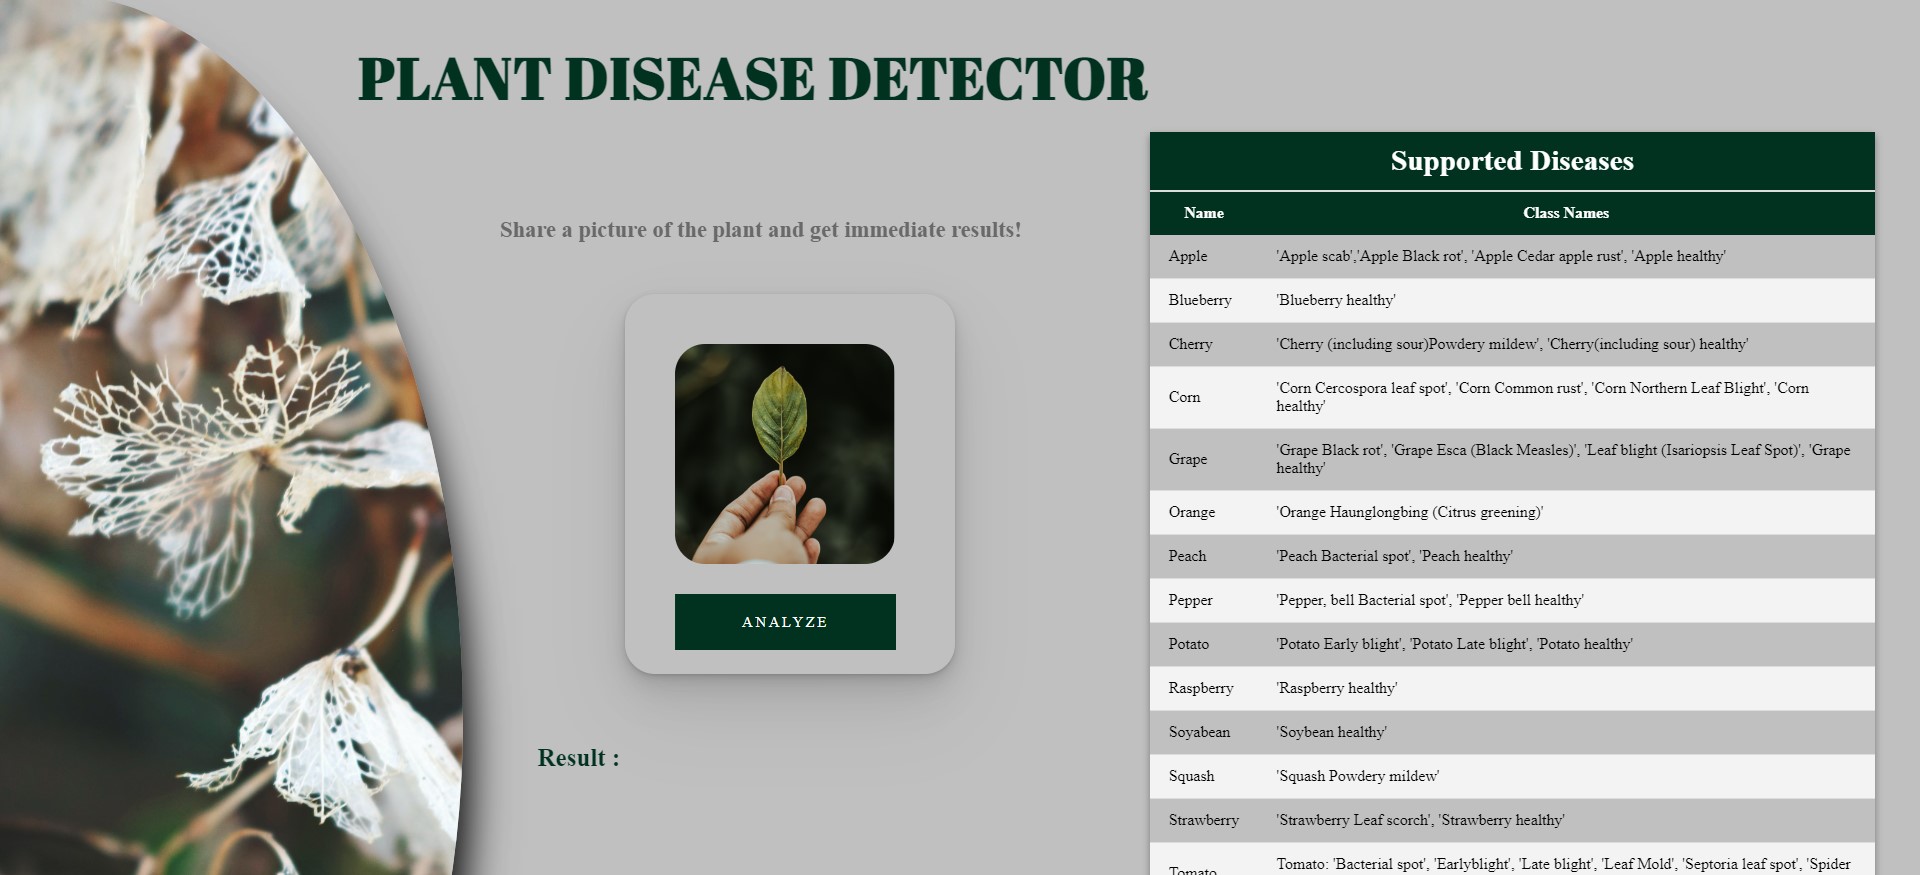 PLANT DISEASE DETECTOR
Share a picture of the plant and get immediate results!
ANALYZE
Result :
Supported Diseases
Name Class Names
Apple 'Apple scab','Apple Black rot', 'Apple Cedar apple rust', 'Apple healthy'
Blueberry 'Blueberry healthy'
Cherry 'Cherry (including sour)Powdery mildew', 'Cherry(including sour) healthy'
Corn 'Corn Cercospora leaf spot', 'Corn Common rust', 'Corn Northern Leaf Blight', 'Corn
healthy'
Grape 'Grape Black rot', 'Grape Esca (Black Measles)', 'Leaf blight (Isariopsis Leaf Spot)', 'Grape
healthy'
Orange 'Orange Haunglongbing (Citrus greening)'
Peach 'Peach Bacterial spot', 'Peach healthy'
Pepper 'Pepper, bell Bacterial spot', 'Pepper bell healthy'
Potato 'Potato Early blight', 'Potato Late blight', 'Potato healthy'
Raspberry 'Raspberry healthy'
Soyabean 'Soybean healthy'
Squash 'Squash Powdery mildew'
Strawberry 'Strawberry Leaf scorch', 'Strawberry healthy'
Tomato Tomato: 'Bacterial spot', 'Earlyblight', 'Late blight', 'Leaf Mold', 'Septoria leaf spot', 'Spider